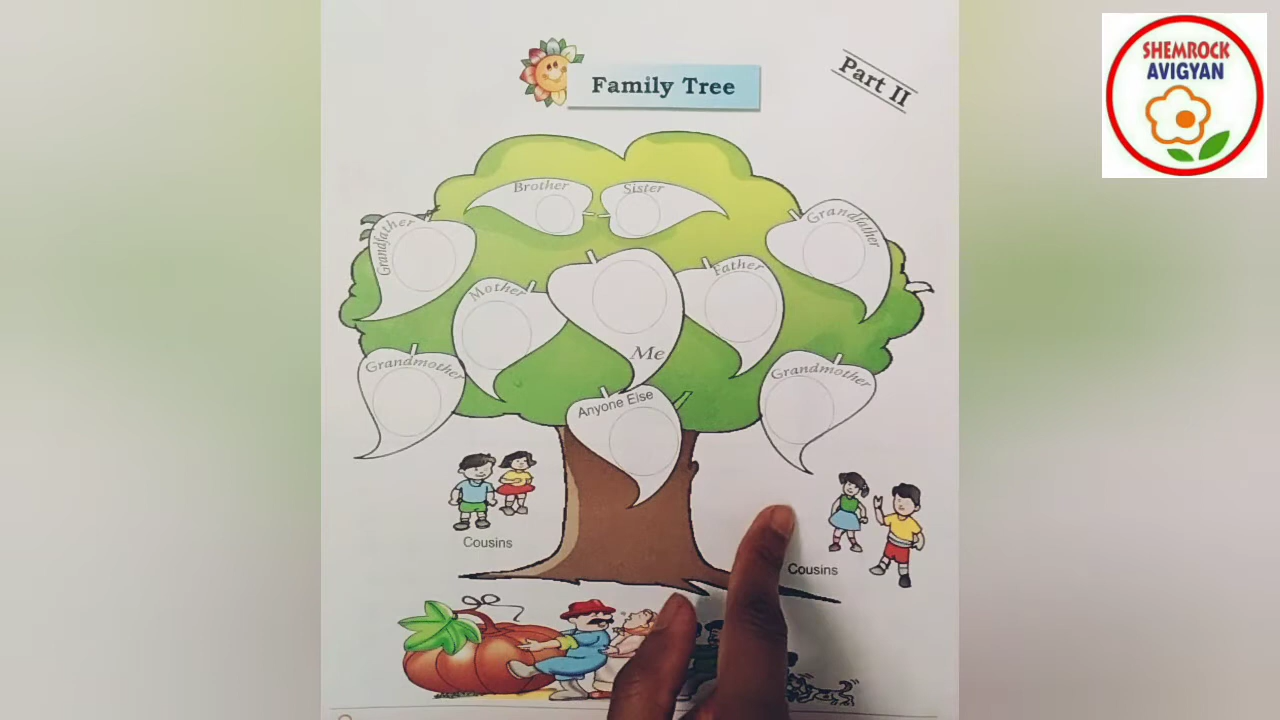 Family Tree
Part II
SHEMROCK
AVIGYAN
Brother
Sister
Grandfather
Grandfather
Mother
Father
Me
Grandmother
Grandmother
Anyone Else
Cousins
Cousins